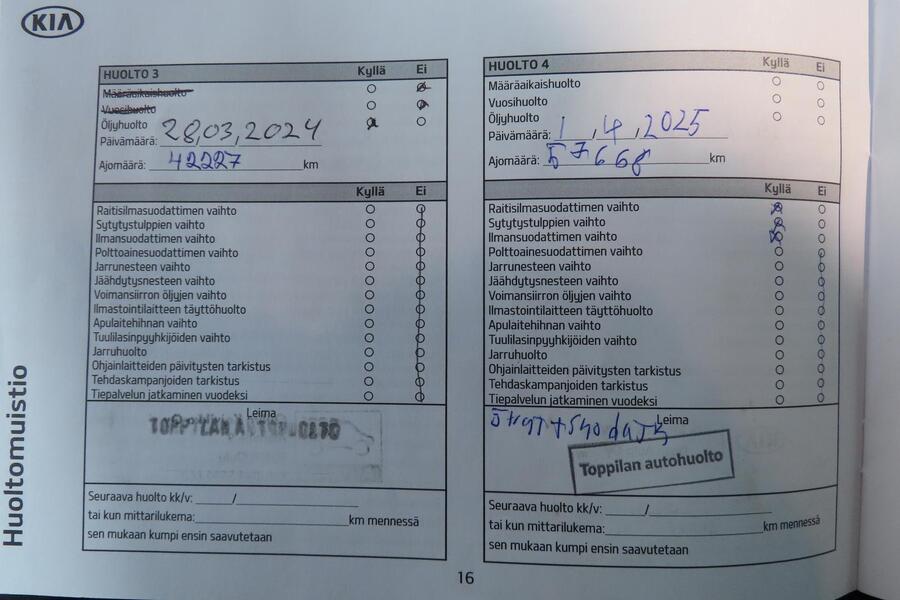 KIA
HUOLTO 3 Kyllä Ei
Määräaikaishuolto
Vuosihuolto
Öljyhuolto
Päivämäärä: 28,03,2024
Ajomäärä: 42227 km
Kyllä Ei
Raitisilmasuodattimen vaihto
Sytytystulppien vaihto
Ilmansuodattimen vaihto
Polttoainesuodattimen vaihto
Jarrunesteen vaihto
Jäähdytysnesteen vaihto
Voimansiirron öljyjen vaihto
Ilmastointilaitteen täyttöhuolto
Apulaitehihnan vaihto
Tuulilasinpyyhkijöiden vaihto
Jarruhuolto
Ohjainlaitteiden päivitysten tarkistus
Tehdaskampanjoiden tarkistus
Tiepalvelun jatkaminen vuodeksi
Leima
TOPPILAN AUTOHUOLTO
Seuraava huolto kk/v: /
tai kun mittarilukema: km mennessä
sen mukaan kumpi ensin saavutetaan
HUOLTO 4 Kyllä Ei
Määräaikaishuolto
Vuosihuolto
Öljyhuolto
Päivämäärä: 1,4,2025
Ajomäärä: 57668 km
Kyllä Ei
Raitisilmasuodattimen vaihto
Sytytystulppien vaihto
Ilmansuodattimen vaihto
Polttoainesuodattimen vaihto
Jarrunesteen vaihto
Jäähdytysnesteen vaihto
Voimansiirron öljyjen vaihto
Ilmastointilaitteen täyttöhuolto
Apulaitehihnan vaihto
Tuulilasinpyyhkijöiden vaihto
Jarruhuolto
Ohjainlaitteiden päivitysten tarkistus
Tehdaskampanjoiden tarkistus
Tiepalvelun jatkaminen vuodeksi
Leima
Toppilan autohuolto
Seuraava huolto kk/v: /
tai kun mittarilukema: km mennessä
sen mukaan kumpi ensin saavutetaan
Huoltomuistio
16